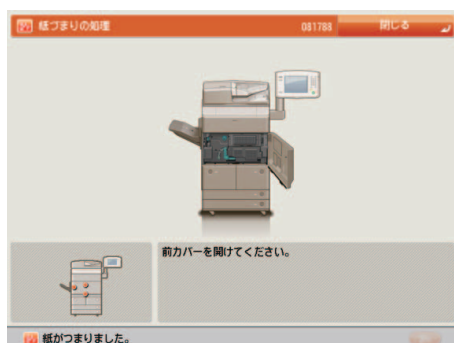 紙づまりの処理
081788
閉じる
前カバーを開けてください。
紙がつまりました。